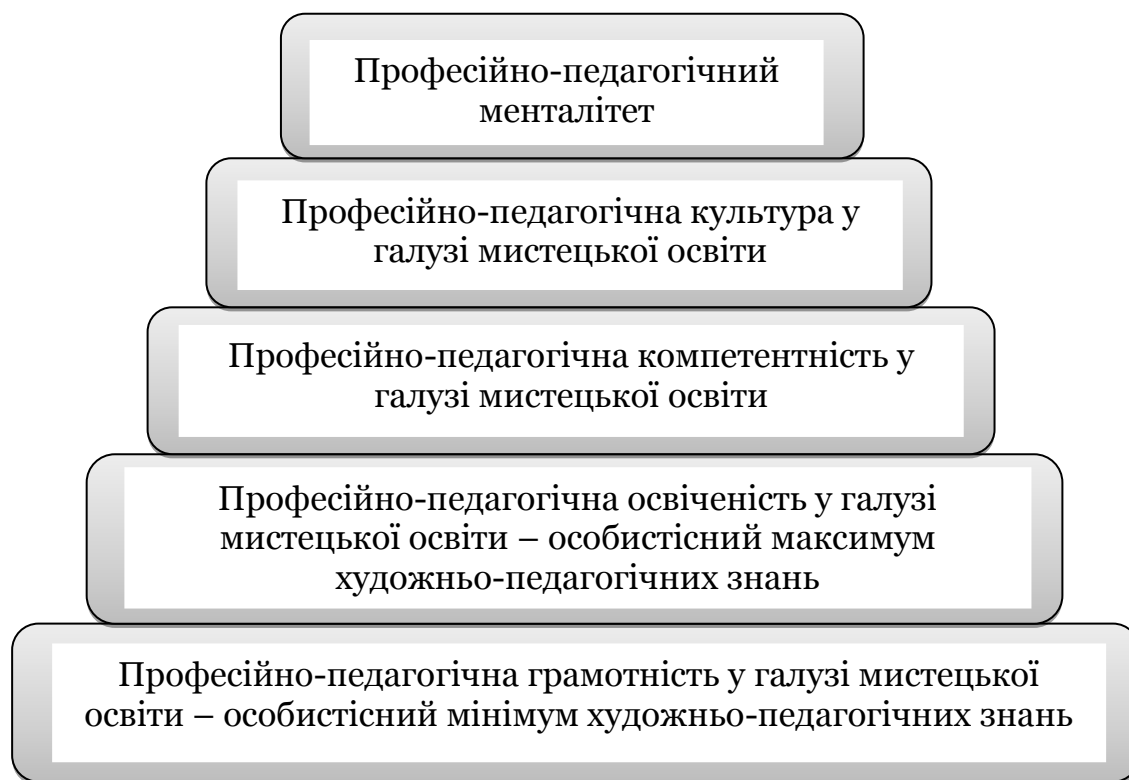 Професійно-педагогічний
менталітет
Професійно-педагогічна культура у
галузі мистецької освіти
Професійно-педагогічна компетентність у
галузі мистецької освіти
Професійно-педагогічна освіченість у галузі
мистецької освіти – особистісний максимум
художньо-педагогічних знань
Професійно-педагогічна грамотність у галузі мистецької
освіти – особистісний мінімум художньо-педагогічних знань